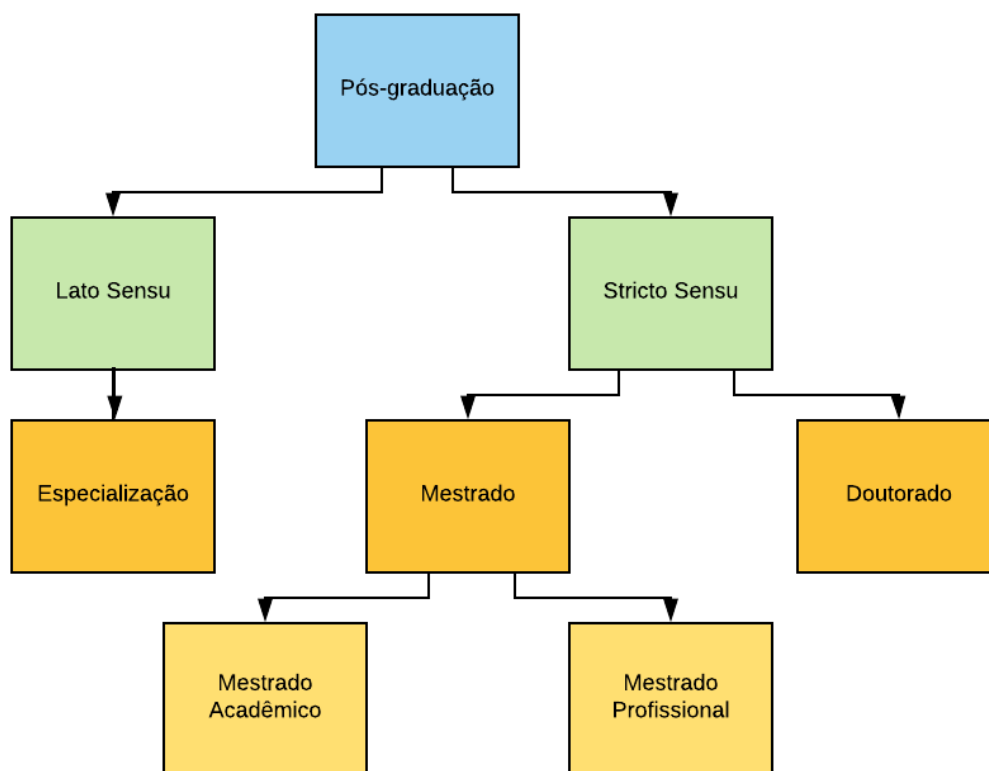 Pós-graduação
Lato Sensu
Stricto Sensu
Especialização
Mestrado
Doutorado
Mestrado
Acadêmico
Mestrado
Profissional